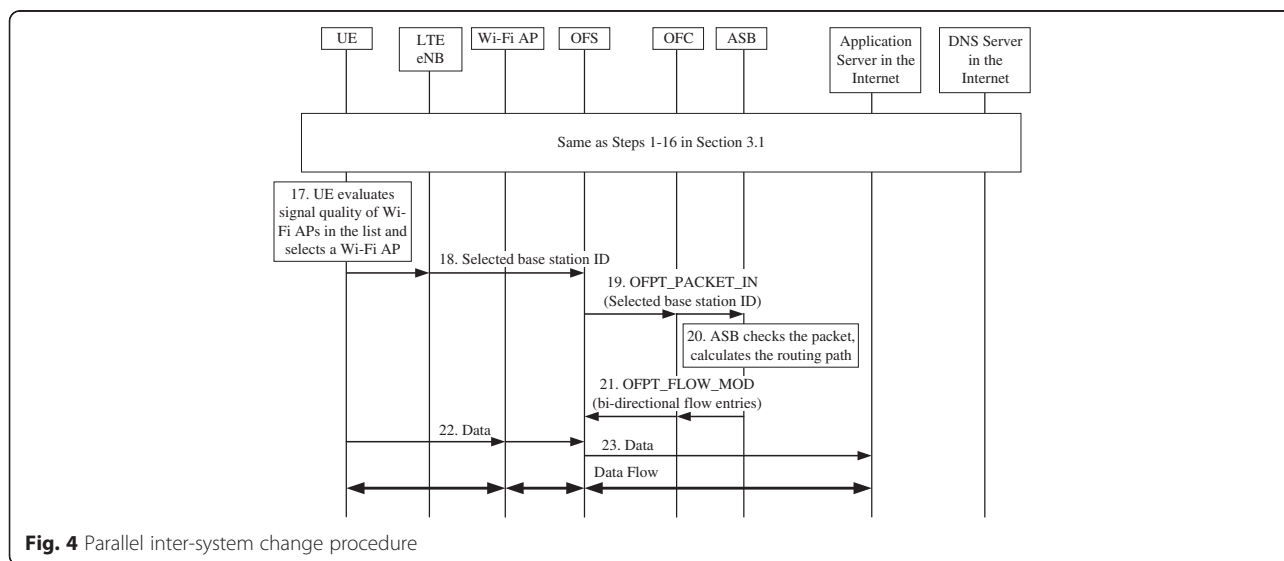 UE
LTE
eNB
Wi-Fi AP
OFS
OFC
ASB
Application
Server in the
Internet
DNS Server
in the
Internet
Same as Steps 1-16 in Section 3.1
17. UE evaluates
signal quality of Wi-
Fi APs in the list and
selects a Wi-Fi AP
18. Selected base station ID
19. OFPT_PACKET_IN
(Selected base station ID)
20. ASB checks the packet,
calculates the routing path
21. OFPT_FLOW_MOD
(bi-directional flow entries)
22. Data
23. Data
Data Flow
Fig. 4 Parallel inter-system change procedure